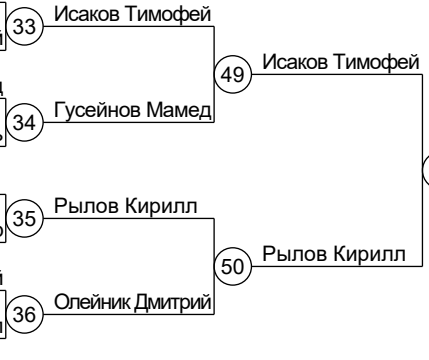 33 Исаков Тимофей
49 Исаков Тимофей
34 Гусейнов Мамед
35 Рылов Кирилл
50 Рылов Кирилл
36 Олейник Дмитрий